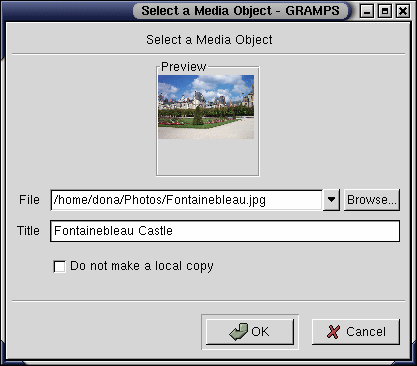 Select a Media Object - GRAMPS
Select a Media Object
Preview
File /home/dona/Photos/Fontainebleau.jpg Browse...
Title Fontainebleau Castle
Do not make a local copy
OK Cancel